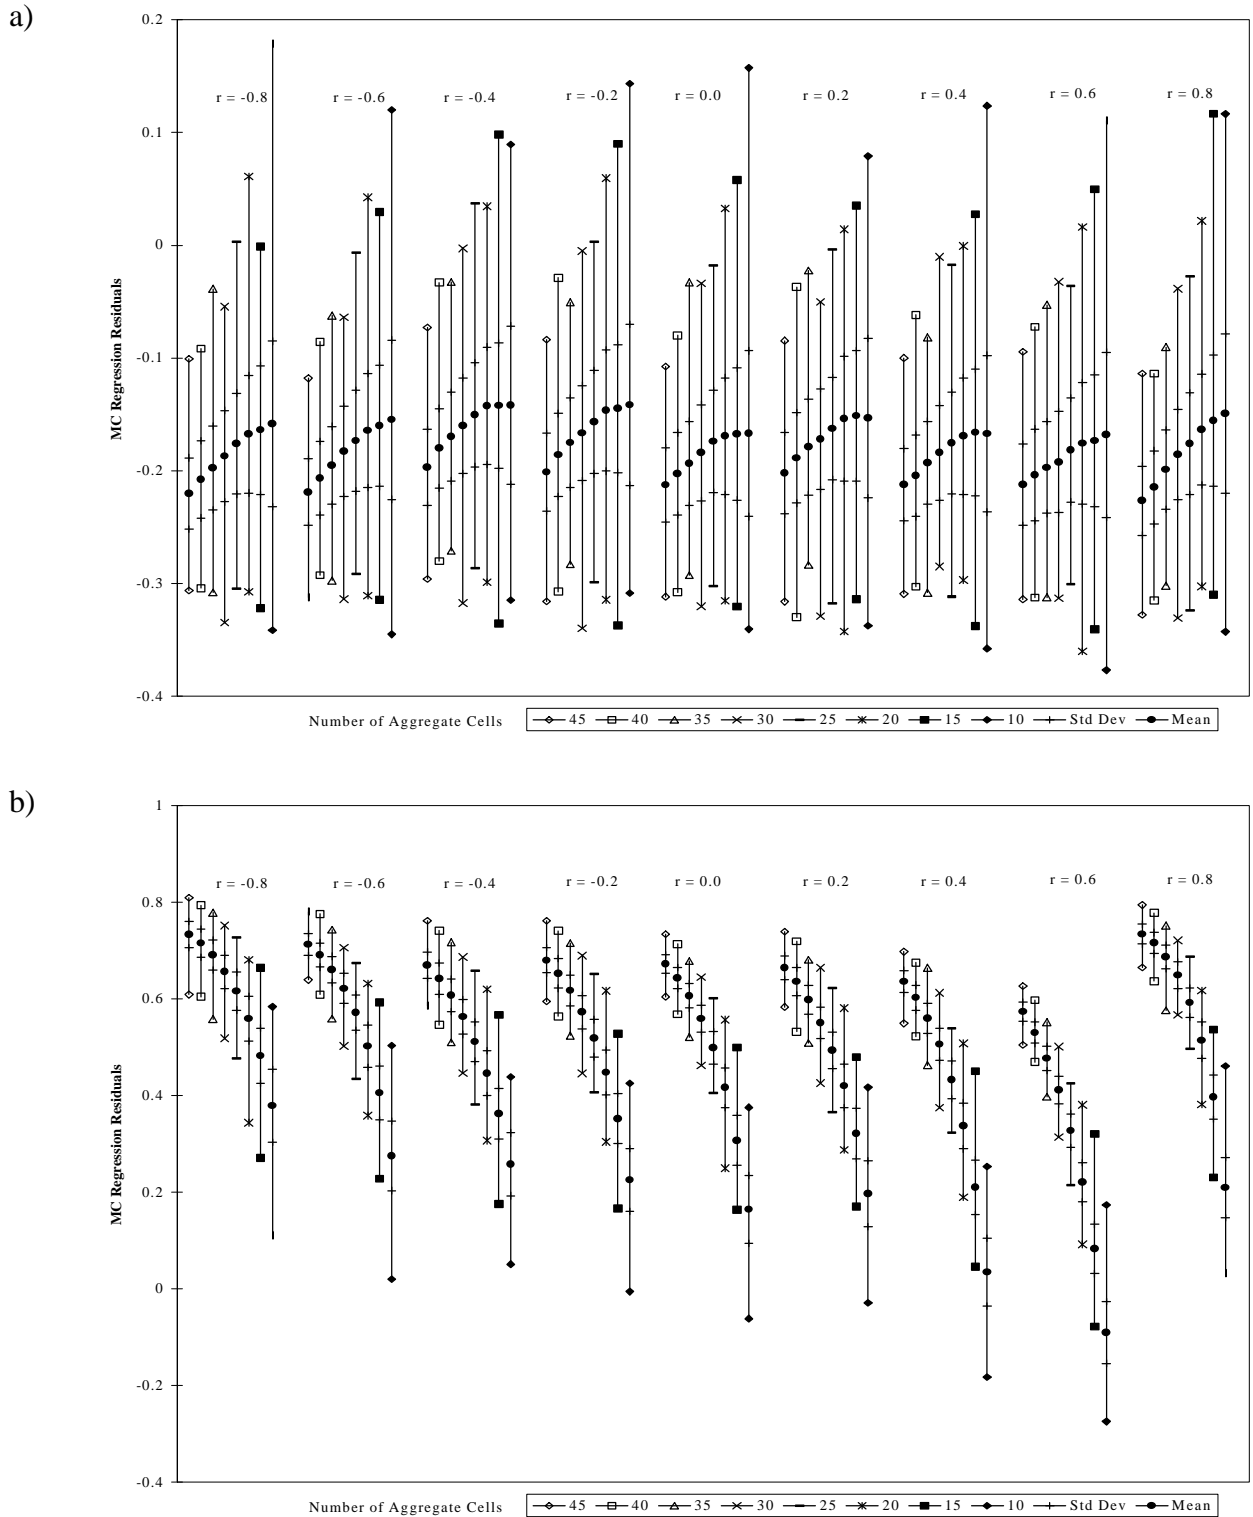 a)
0.2
r = -0.8 r = -0.6 r = -0.4 r = -0.2 r = 0.0 r = 0.2 r = 0.4 r = 0.6 r = 0.8
0.1
0
-0.1
-0.2
-0.3
-0.4
MC Regression Residuals
Number of Aggregate Cells 45 40 35 30 25 20 15 10 Std Dev Mean
b)
1
r = -0.8 r = -0.6 r = -0.4 r = -0.2 r = 0.0 r = 0.2 r = 0.4 r = 0.6 r = 0.8
0.8
0.6
0.4
0.2
0
-0.2
-0.4
MC Regression Residuals
Number of Aggregate Cells 45 40 35 30 25 20 15 10 Std Dev Mean